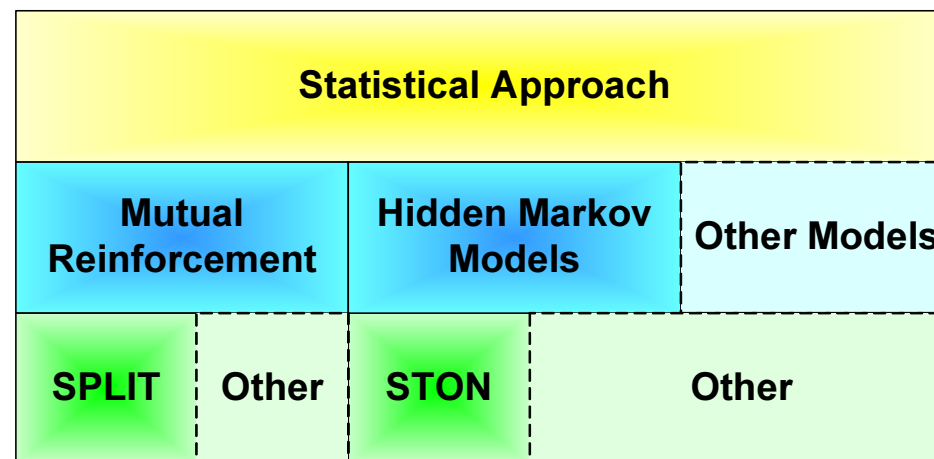 Statistical Approach
Mutual
Reinforcement
Hidden Markov
Models
Other Models
SPLIT
Other
STON
Other